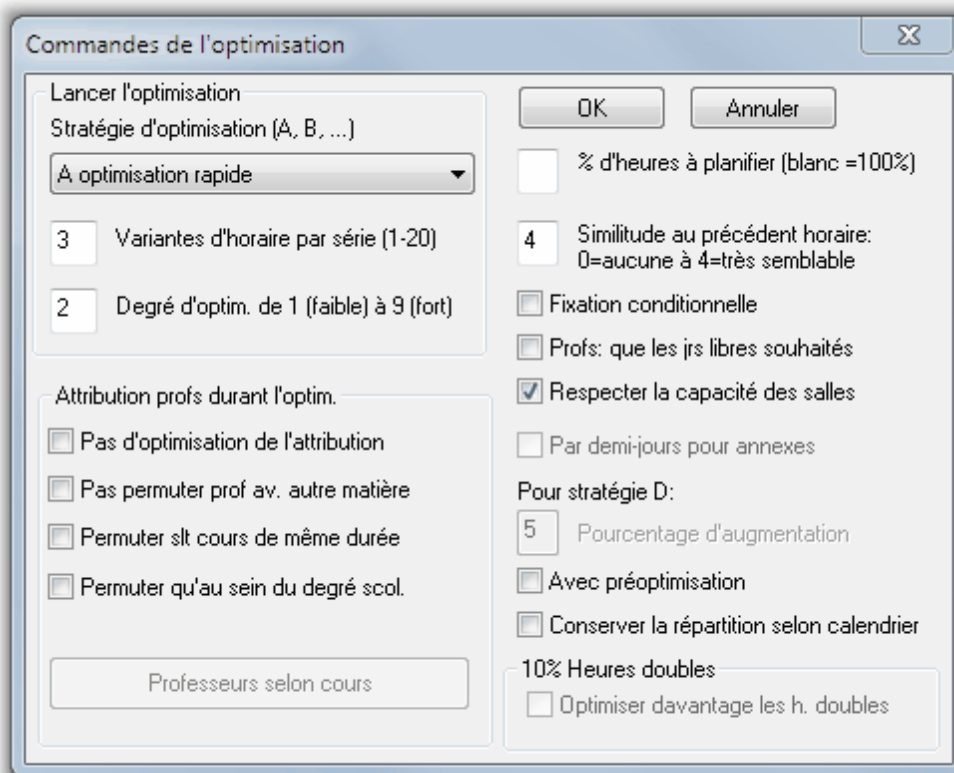 Commandes de l'optimisation
Lancer l'optimisation
Stratégie d'optimisation (A, B, ...)
A optimisation rapide
3 Variantes d'horaire par série (1-20)
2 Degré d'optim. de 1 (faible) à 9 (fort)
Attribution profs durant l'optim.
Pas d'optimisation de l'attribution
Pas permuter prof av. autre matière
Permuter slt cours de même durée
Permuter qu'au sein du degré scol.
Professeurs selon cours
OK Annuler
% d'heures à planifier (blanc =100%)
4 Similitude au précédent horaire:
0=aucune à 4=très semblable
Fixation conditionnelle
Profs: que les jrs libres souhaités
Respecter la capacité des salles
Par demi-jours pour annexes
Pour stratégie D:
5 Pourcentage d'augmentation
Avec préoptimisation
Conserver la répartition selon calendrier
10% Heures doubles
Optimiser davantage les h. doubles